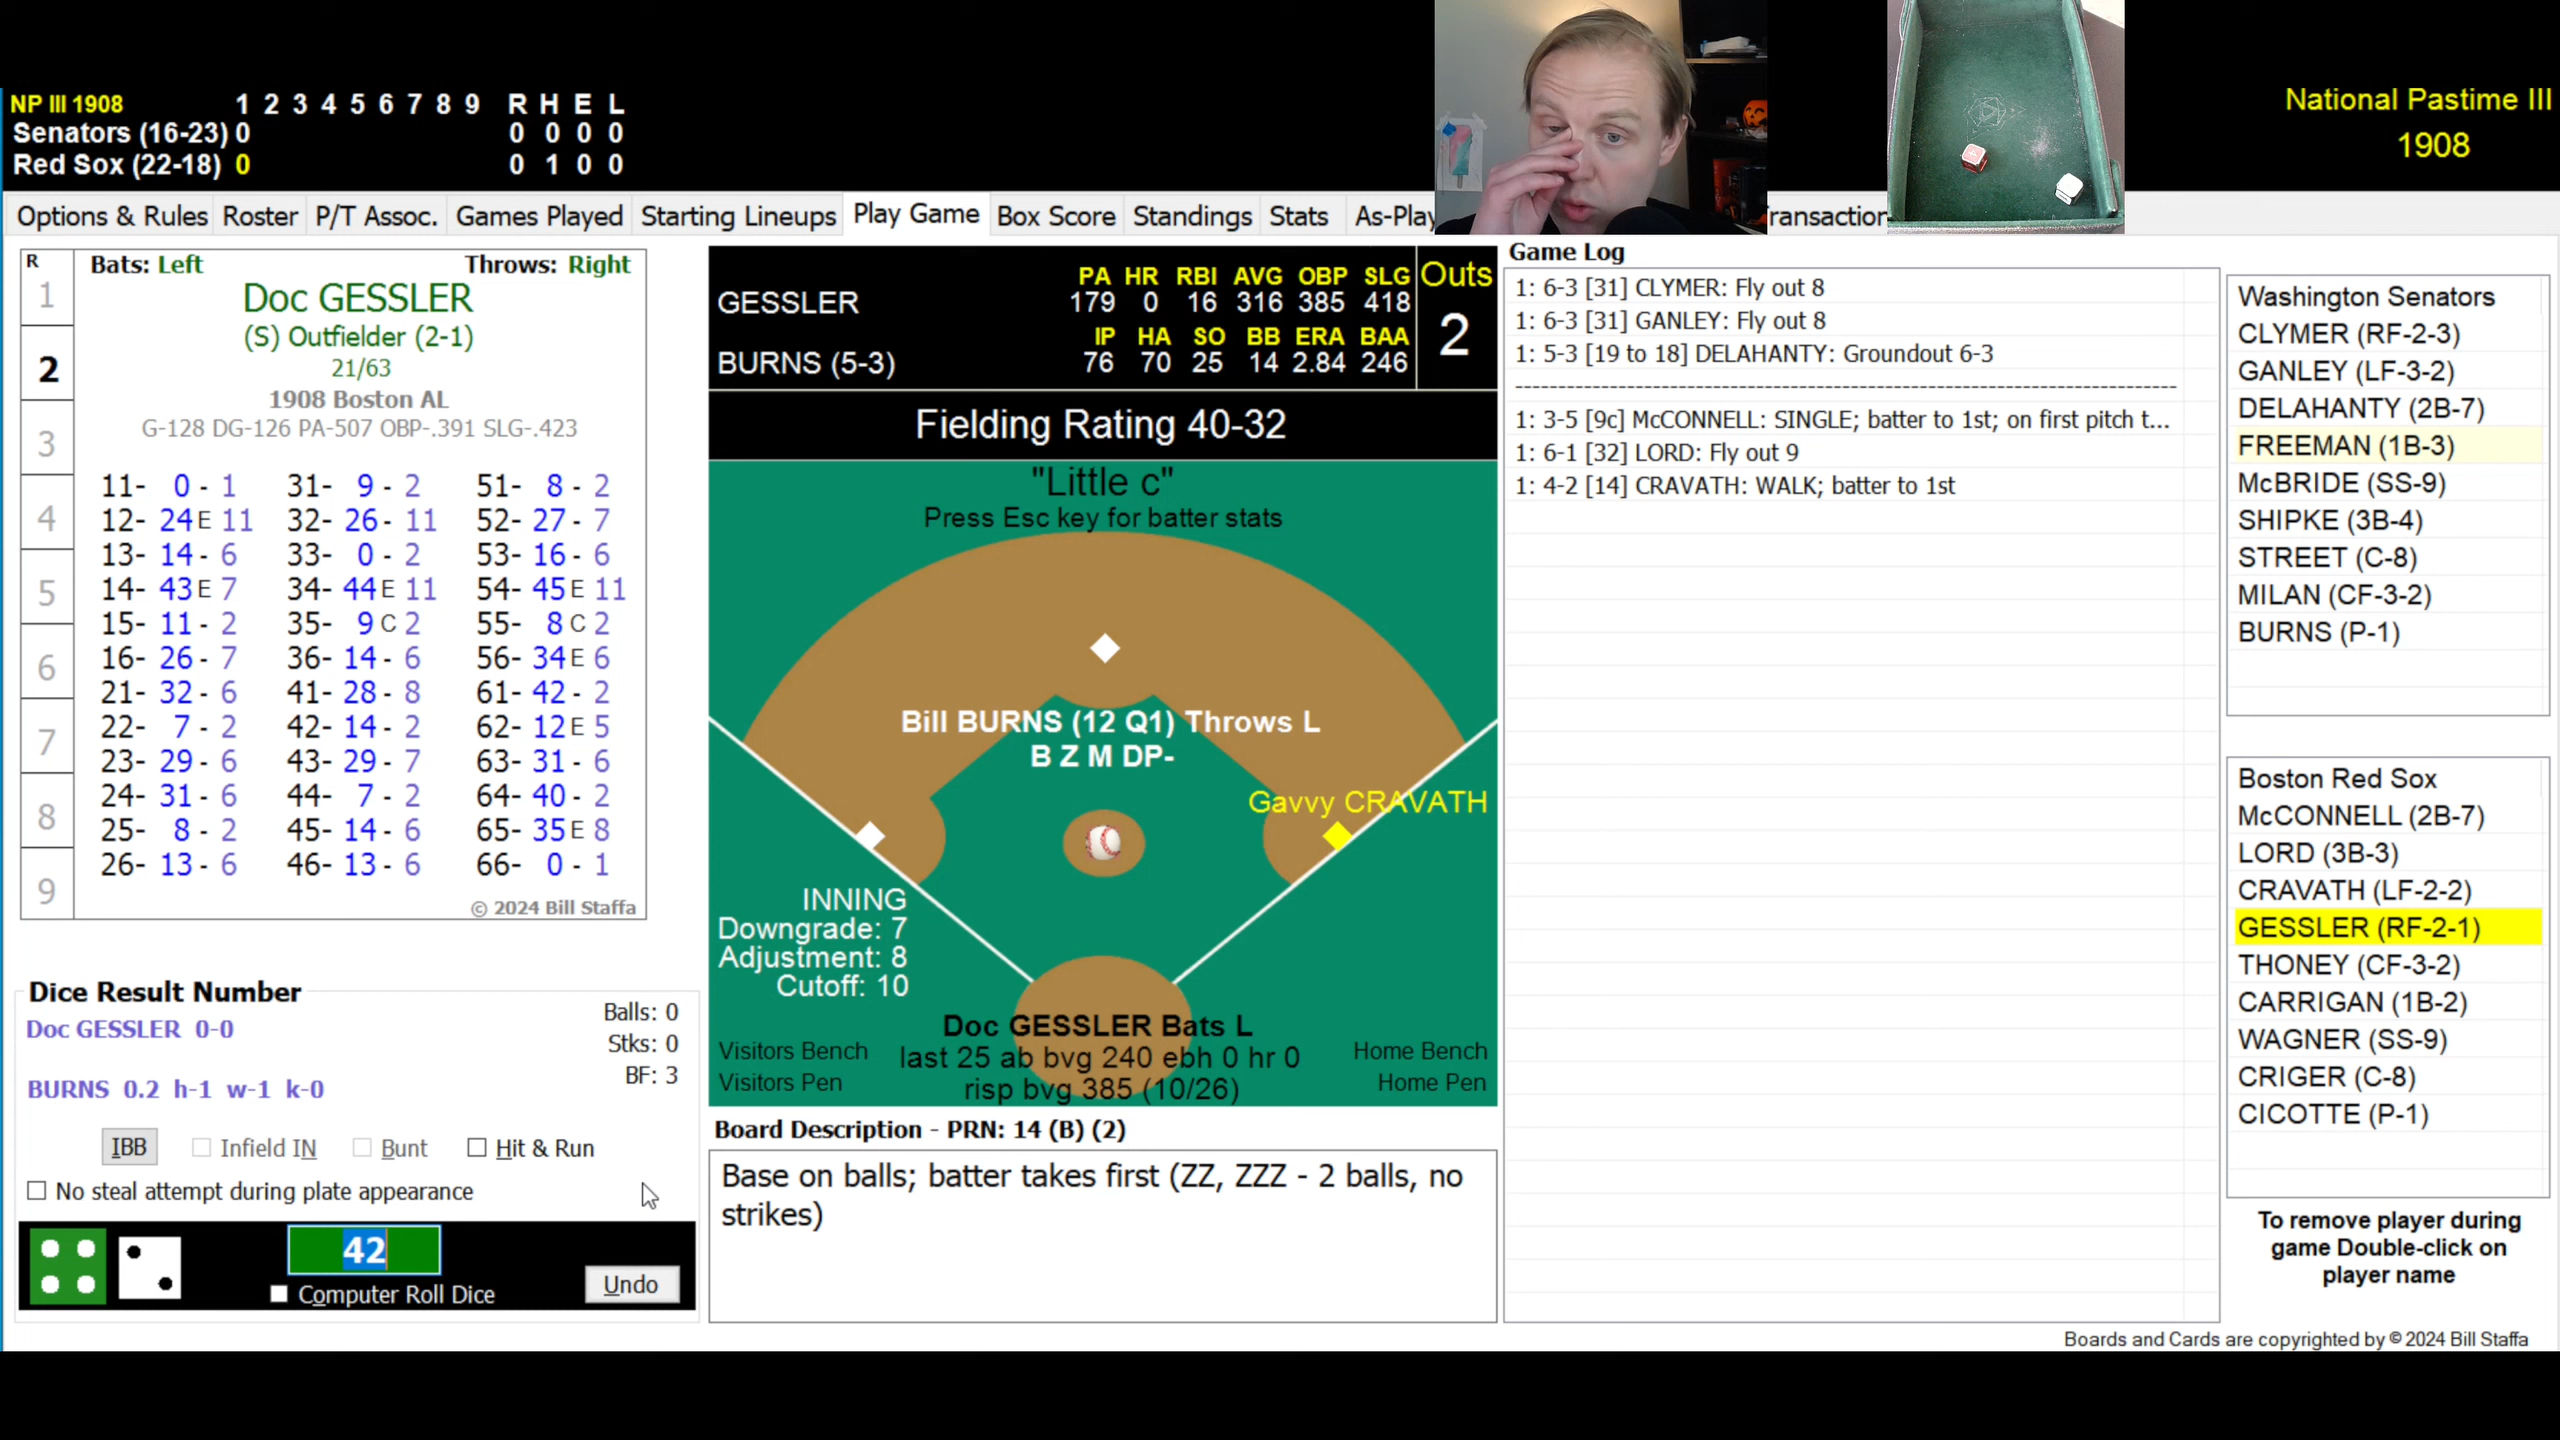 NP III 1908 1 2 3 4 5 6 7 8 9 R H E L
Senators (16-23) 0 0 0 0 0
Red Sox (22-18) 0 0 1 0 0
National Pastime III
1908
Options & Rules Roster P/T Assoc. Games Played Starting Lineups Play Game Box Score Standings Stats As-Play ransaction
R
1
2
3
4
5
6
7
8
9
Bats: Left Throws: Right
Doc GESSLER
(S) Outfielder (2-1)
21/63
1908 Boston AL
G-128 DG-126 PA-507 OBP-.391 SLG-.423
11- 0 - 1 31- 9 - 2 51- 8 - 2
12- 24 E 11 32- 26 - 11 52- 27 - 7
13- 14 - 6 33- 0 - 2 53- 16 - 6
14- 43 E 7 34- 44 E 11 54- 45 E 11
15- 11 - 2 35- 9 C 2 55- 8 C 2
16- 26 - 7 36- 14 - 6 56- 34 E 6
21- 32 - 6 41- 28 - 8 61- 42 - 2
22- 7 - 2 42- 14 - 2 62- 12 E 5
23- 29 - 6 43- 29 - 7 63- 31 - 6
24- 31 - 6 44- 7 - 2 64- 40 - 2
25- 8 - 2 45- 14 - 6 65- 35 E 8
26- 13 - 6 46- 13 - 6 66- 0 - 1
© 2024 Bill Staffa
Dice Result Number
Doc GESSLER 0-0
BURNS 0.2 h-1 w-1 k-0
Balls: 0
Stks: 0
BF: 3
IBB Infield IN Bunt Hit & Run
No steal attempt during plate appearance
42
Computer Roll Dice
Undo
PA HR RBI AVG OBP SLG
GESSLER 179 0 16 316 385 418
IP HA SO BB ERA BAA
BURNS (5-3) 76 70 25 14 2.84 246
Outs
2
Fielding Rating 40-32
"Little c"
Press Esc key for batter stats
Bill BURNS (12 Q1) Throws L
B Z M DP-
Gavvy CRAVATH
INNING
Downgrade: 7
Adjustment: 8
Cutoff: 10
Doc GESSLER Bats L
last 25 ab bvg 240 ebh 0 hr 0
risp bvg 385 (10/26)
Visitors Bench
Visitors Pen
Home Bench
Home Pen
Board Description - PRN: 14 (B) (2)
Base on balls; batter takes first (ZZ, ZZZ - 2 balls, no
strikes)
Game Log
1: 6-3 [31] CLYMER: Fly out 8
1: 6-3 [31] GANLEY: Fly out 8
1: 5-3 [19 to 18] DELAHANTY: Groundout 6-3
--------------------------------------------------
1: 3-5 [9c] McCONNELL: SINGLE; batter to 1st; on first pitch t...
1: 6-1 [32] LORD: Fly out 9
1: 4-2 [14] CRAVATH: WALK; batter to 1st
Washington Senators
CLYMER (RF-2-3)
GANLEY (LF-3-2)
DELAHANTY (2B-7)
FREEMAN (1B-3)
McBRIDE (SS-9)
SHIPKE (3B-4)
STREET (C-8)
MILAN (CF-3-2)
BURNS (P-1)
Boston Red Sox
McCONNELL (2B-7)
LORD (3B-3)
CRAVATH (LF-2-2)
GESSLER (RF-2-1)
THONEY (CF-3-2)
CARRIGAN (1B-2)
WAGNER (SS-9)
CRIGER (C-8)
CICOTTE (P-1)
To remove player during
game Double-click on
player name
Boards and Cards are copyrighted by © 2024 Bill Staffa